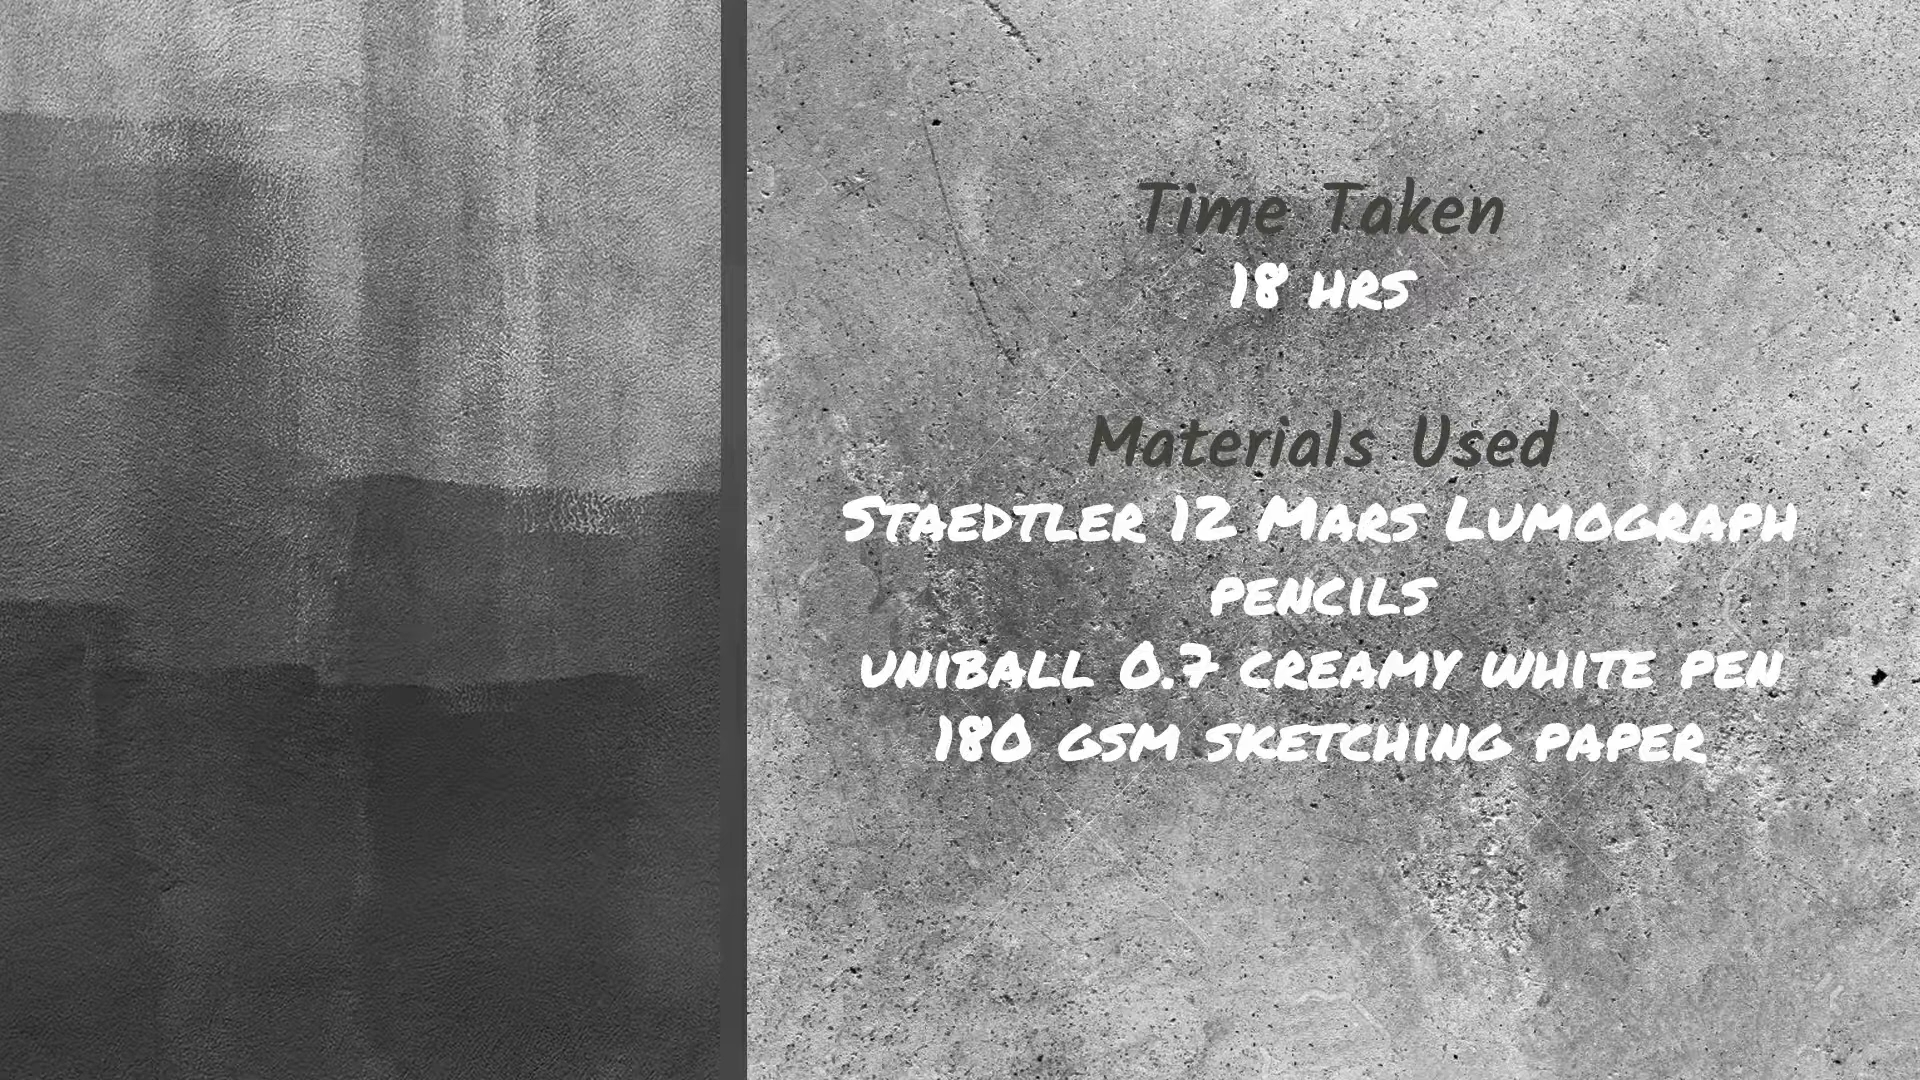 Time Taken
18 hrs
Materials Used
Staedtler 12 Mars Lumograph
pencils
uniball 0.7 creamy white pen
180 gsm sketching paper